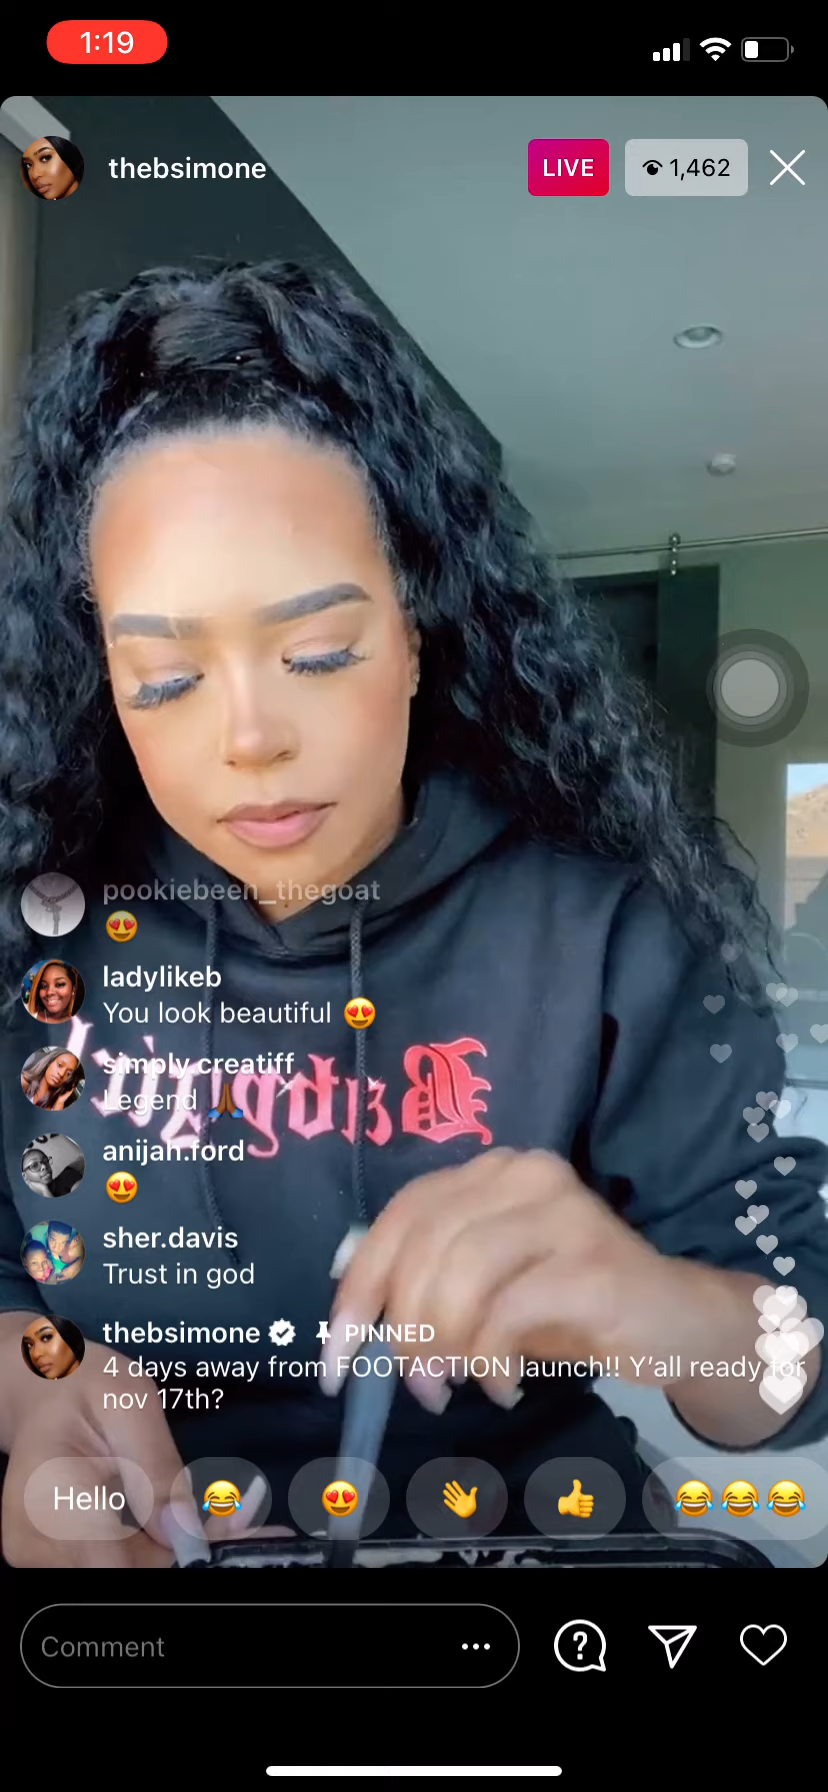 1:19
thebsimone
LIVE
1,462
pookiebeen_thegoat
😍
ladylikeb
You look beautiful 😍
simply.creatiff
Legend 🙏🏾
anijah.ford
😍
sher.davis
Trust in god
thebsimone PINNED
4 days away from FOOTACTION launch!! Y’all ready for
nov 17th?
Hello 😂 😍 👋 👍 😂😂😂
Comment